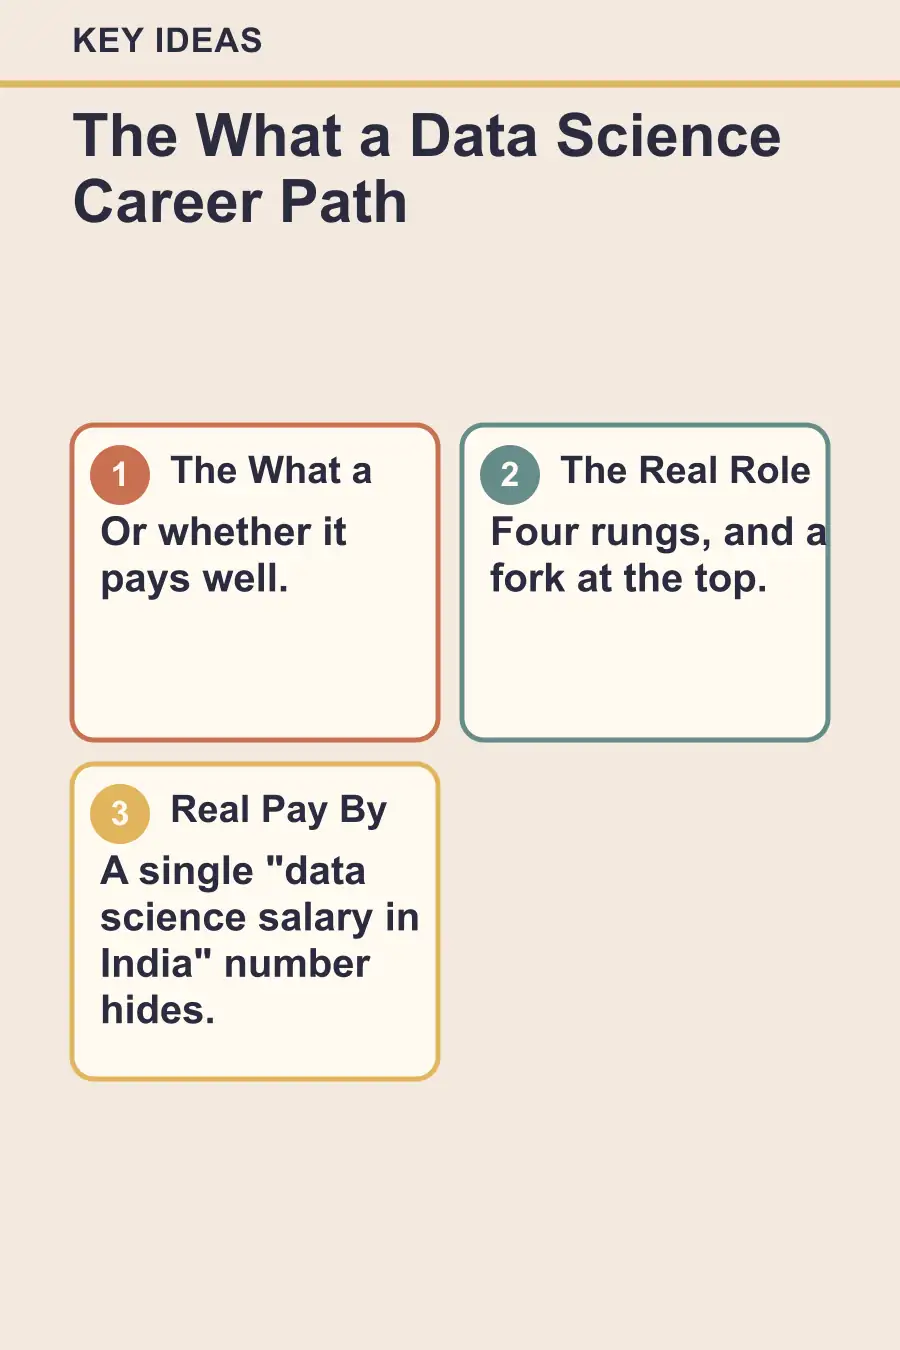 KEY IDEAS
The What a Data Science
Career Path
1 The What a
Or whether it
pays well.
2 The Real Role
Four rungs, and a
fork at the top.
3 Real Pay By
A single "data
science salary in
India" number
hides.